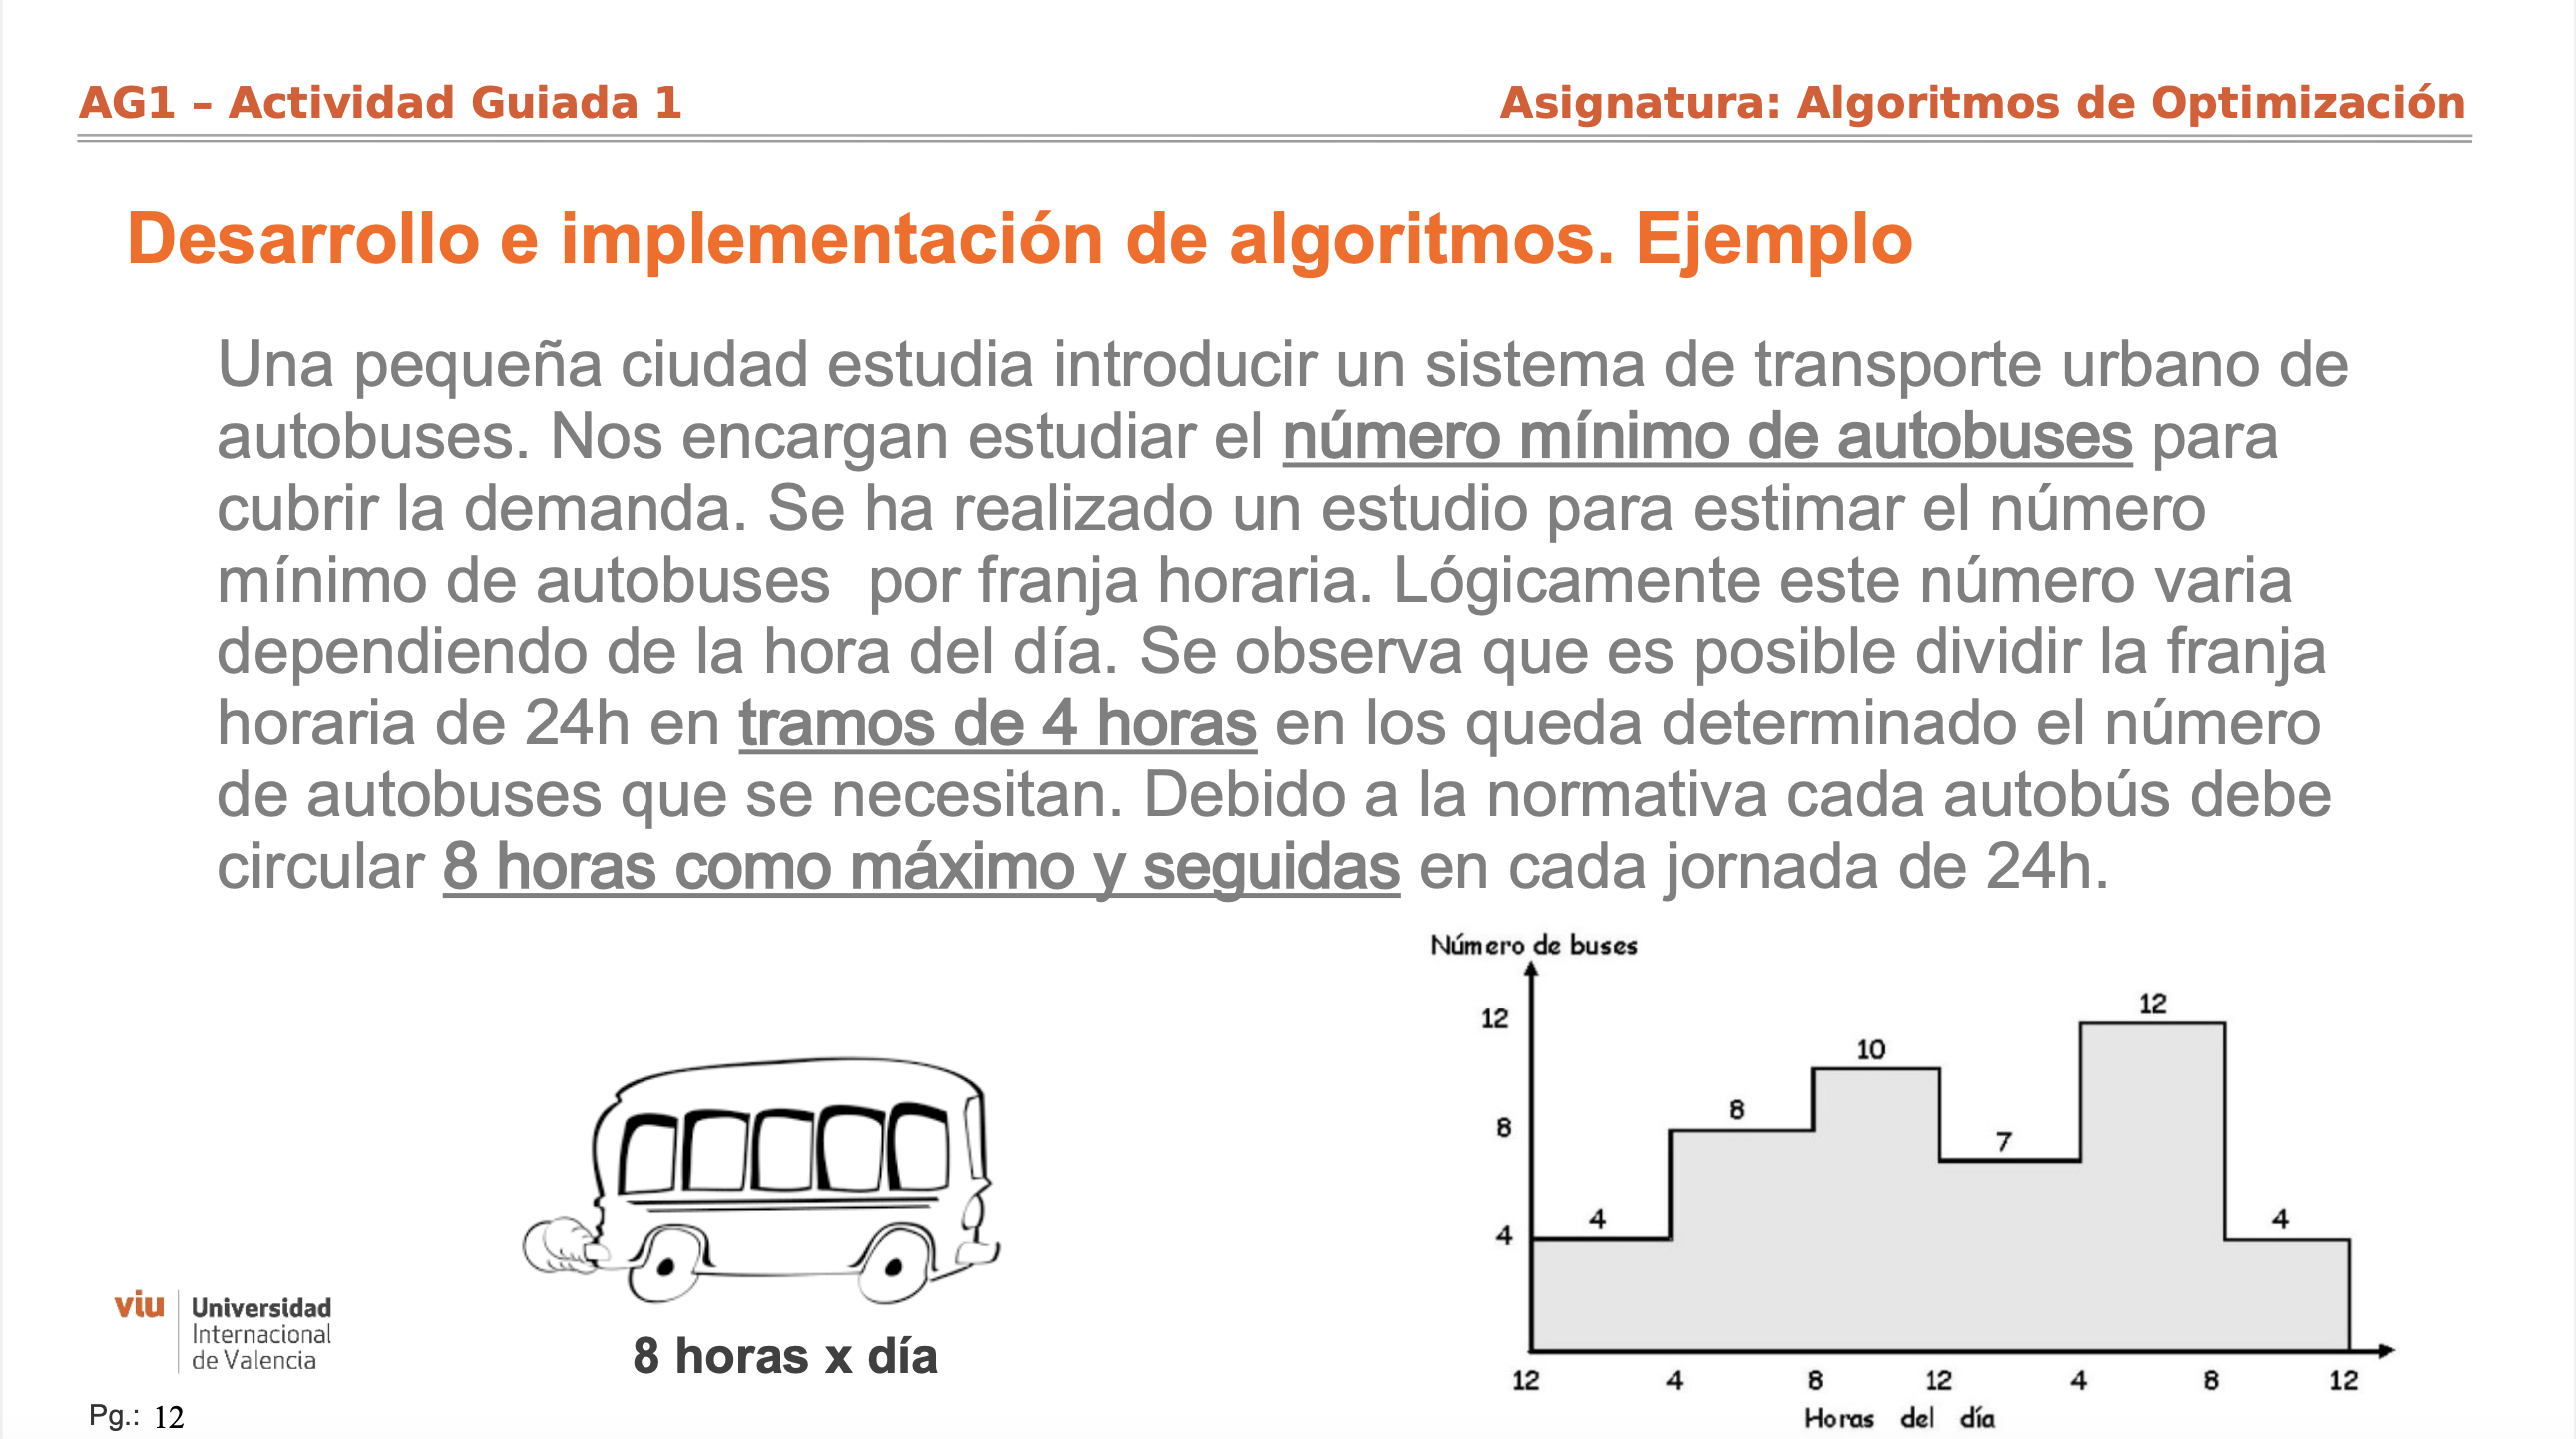 AG1 – Actividad Guiada 1
Asignatura: Algoritmos de Optimización
Desarrollo e implementación de algoritmos. Ejemplo
Una pequeña ciudad estudia introducir un sistema de transporte urbano de
autobuses. Nos encargan estudiar el número mínimo de autobuses para
cubrir la demanda. Se ha realizado un estudio para estimar el número
mínimo de autobuses  por franja horaria. Lógicamente este número varia
dependiendo de la hora del día. Se observa que es posible dividir la franja
horaria de 24h en tramos de 4 horas en los queda determinado el número
de autobuses que se necesitan. Debido a la normativa cada autobús debe
circular 8 horas como máximo y seguidas en cada jornada de 24h.
Número de buses
12
8
4
4
8
10
7
12
4
12 4 8 12 4 8 12
Horas del día
8 horas x día
viu
Universidad
Internacional
de Valencia
Pg.: 12